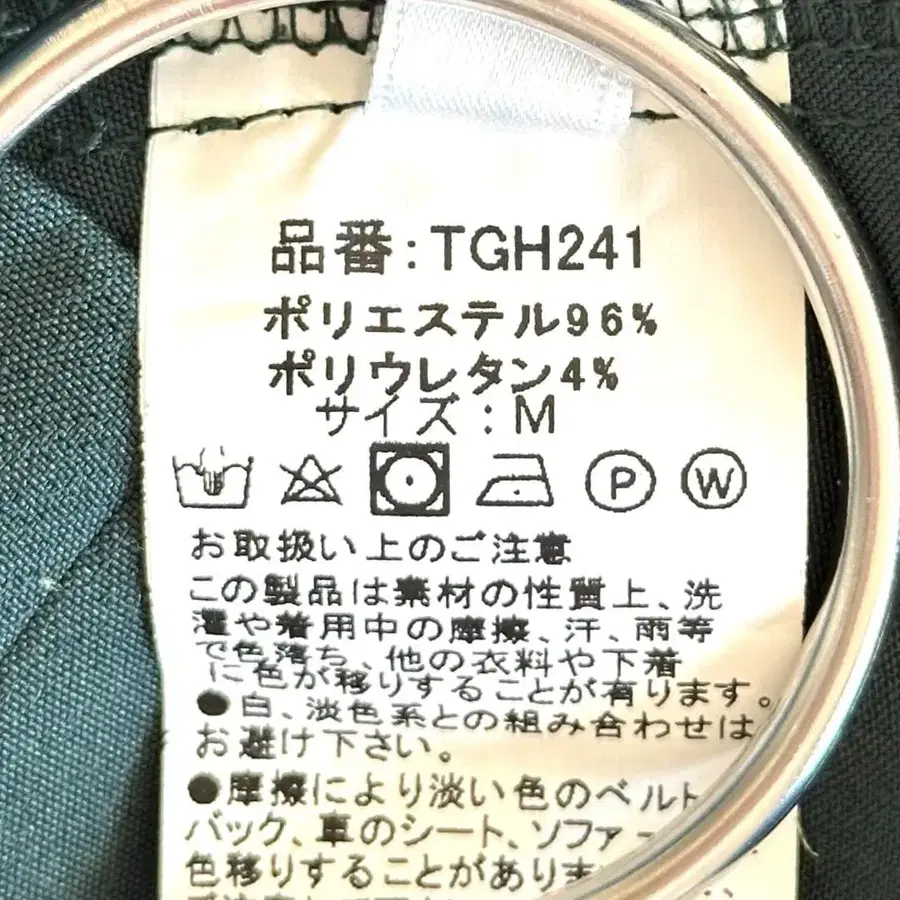 品番:TGH241
ポリエステル96%
ポリウレタン4%
サイズ:M
P W
お取扱い上のご注意
この製品は素材の性質上、洗
濯や着用中の摩擦、汗、雨等
で色落ち、他の衣料や下着
に色が移りすることが有ります。
●白、淡色系との組み合わせは
お避け下さい。
●摩擦により淡い色のベルト
バック、車のシート、ソファー
色移りすることがありま